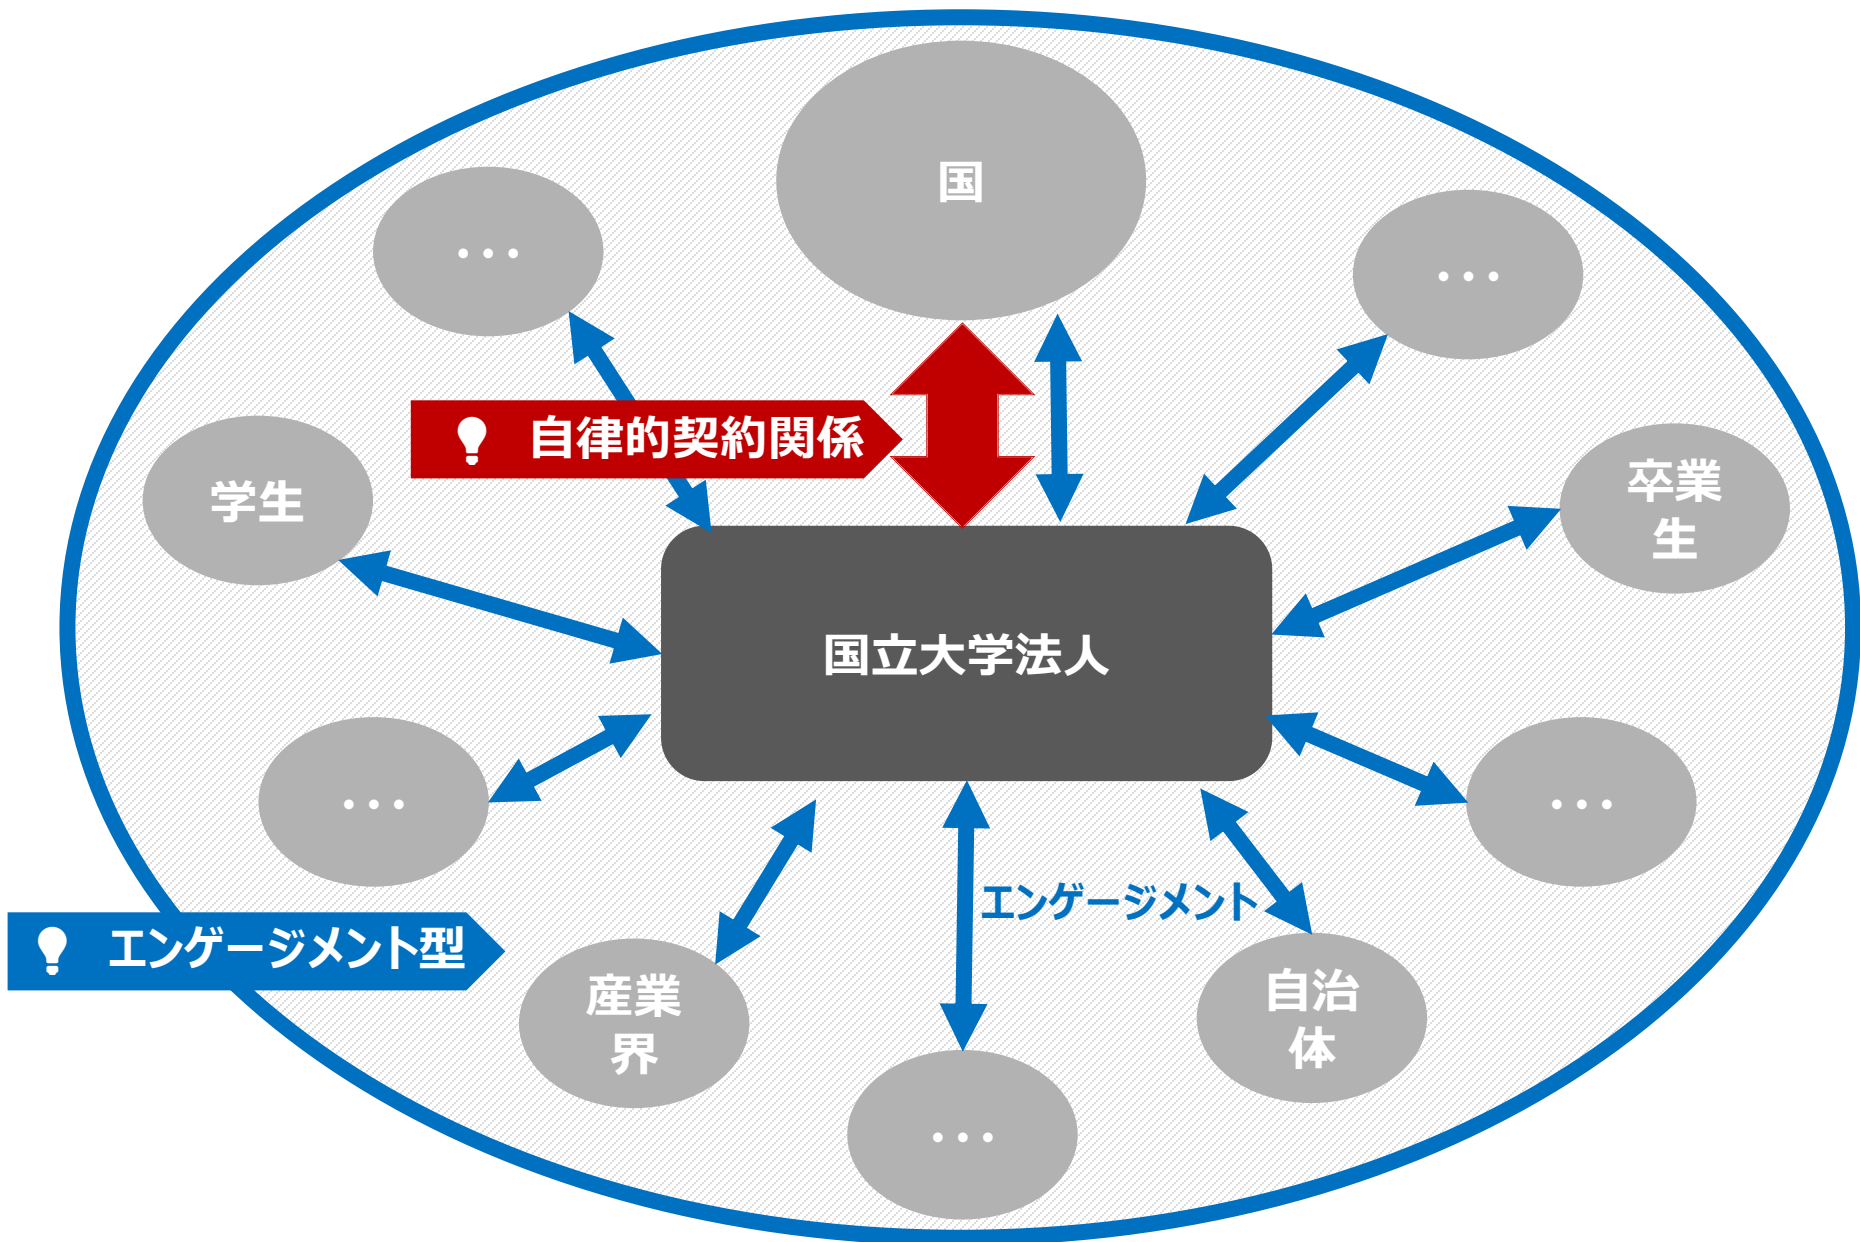 国
・・・
・・・
自律的契約関係
学生
卒業
生
国立大学法人
・・・
・・・
エンゲージメント
エンゲージメント型
産業
界
自治
体
・・・